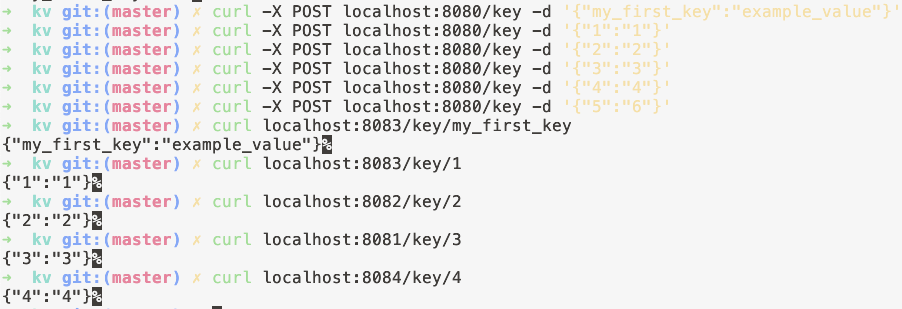 ➜  kv git:(master) ✗ curl -X POST localhost:8080/key -d '{"my_first_key":"example_value"}'
➜  kv git:(master) ✗ curl -X POST localhost:8080/key -d '{"1":"1"}'
➜  kv git:(master) ✗ curl -X POST localhost:8080/key -d '{"2":"2"}'
➜  kv git:(master) ✗ curl -X POST localhost:8080/key -d '{"3":"3"}'
➜  kv git:(master) ✗ curl -X POST localhost:8080/key -d '{"4":"4"}'
➜  kv git:(master) ✗ curl -X POST localhost:8080/key -d '{"5":"6"}'
➜  kv git:(master) ✗ curl localhost:8083/key/my_first_key
{"my_first_key":"example_value"}%
➜  kv git:(master) ✗ curl localhost:8083/key/1
{"1":"1"}%
➜  kv git:(master) ✗ curl localhost:8082/key/2
{"2":"2"}%
➜  kv git:(master) ✗ curl localhost:8081/key/3
{"3":"3"}%
➜  kv git:(master) ✗ curl localhost:8084/key/4
{"4":"4"}%